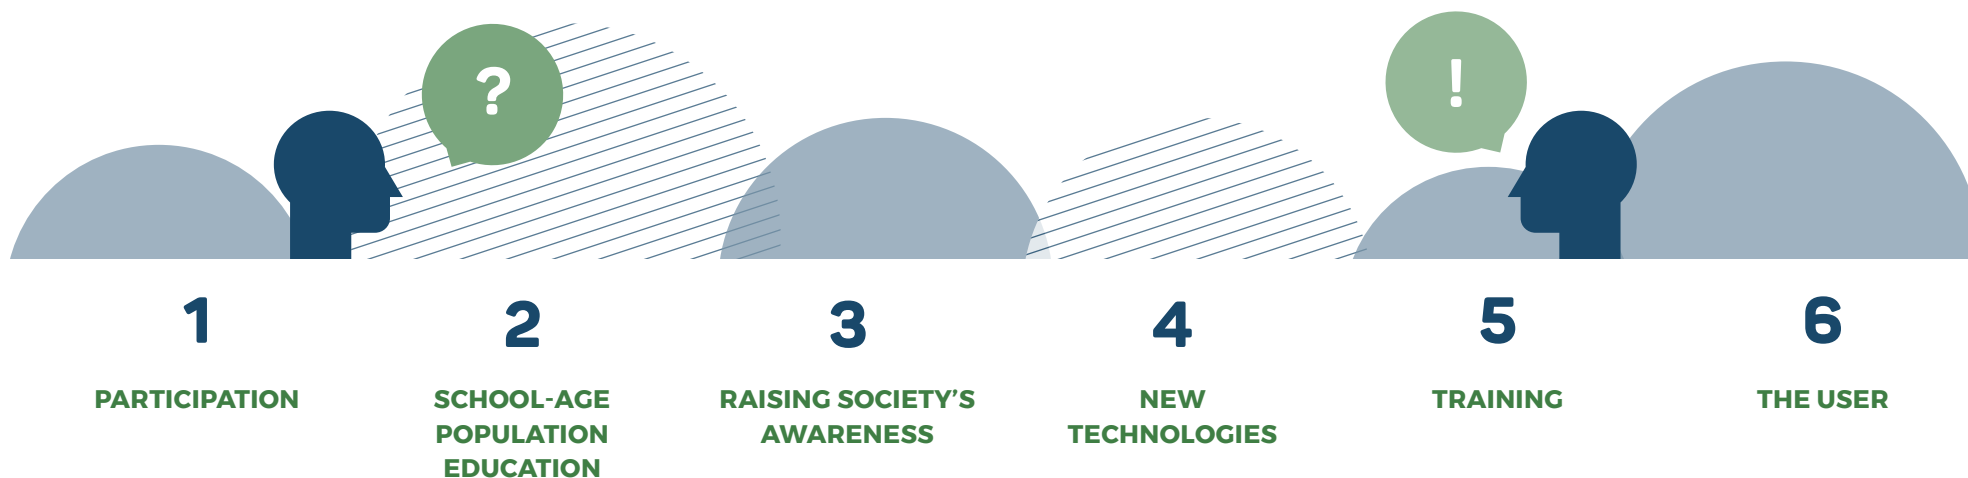 ?
!
1
PARTICIPATION
2
SCHOOL-AGE
POPULATION
EDUCATION
3
RAISING SOCIETY’S
AWARENESS
4
NEW
TECHNOLOGIES
5
TRAINING
6
THE USER